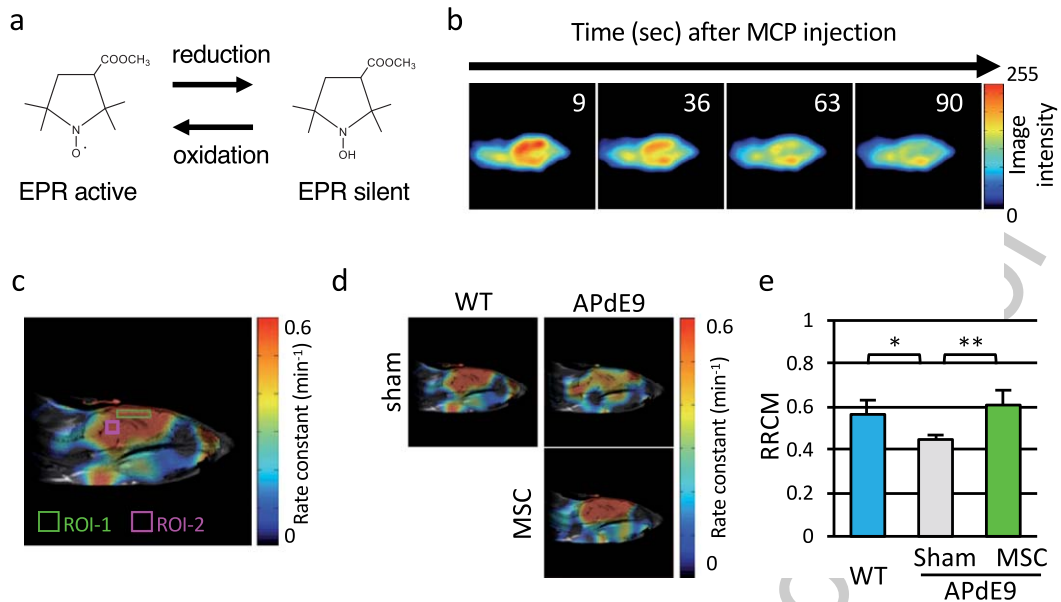 a
COOCH3
N
O·
EPR active
reduction
oxidation
COOCH3
N
OH
EPR silent
b
Time (sec) after MCP injection
9
36
63
90
255
Image intensity
0
c
ROI-1
ROI-2
0.6
Rate constant (min-1)
0
d
WT
APdE9
sham
MSC
0.6
Rate constant (min-1)
0
e
*
**
1
0.8
0.6
0.4
0.2
0
RRCM
WT
Sham
MSC
APdE9